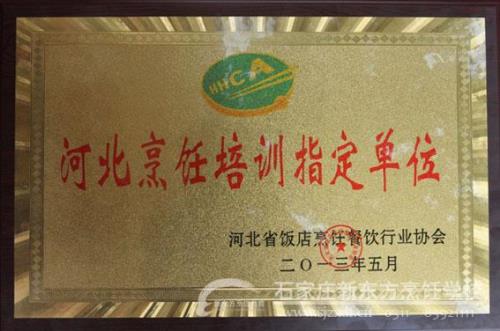 HHCA
河北烹饪培训指定单位
河北省饭店烹饪餐饮行业协会
二〇一三年五月
石家庄新东方烹饪学校